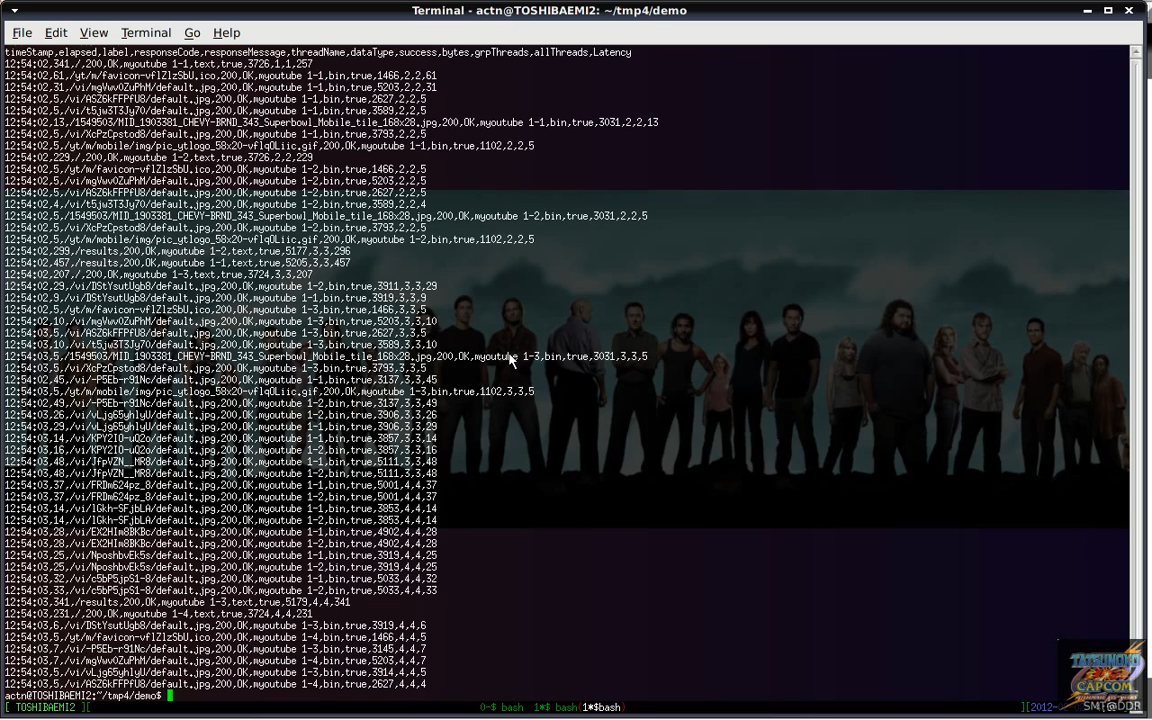 Terminal - actn@TOSHIBAEMI2: ~/tmp4/demo
File Edit View Terminal Go Help
timeStamp,elapsed,label,responseCode,responseMessage,threadName,dataType,success,bytes,grpThreads,allThreads,Latency
12:54:02,341,/,200,OK,myoutube 1-1,text,true,3726,1,1,257
12:54:02,61,/yt/m/favicon-vflZlzSbU.ico,200,OK,myoutube 1-1,bin,true,1466,2,2,61
12:54:02,31,/vi/mgVwvOZuPhM/default.jpg,200,OK,myoutube 1-1,bin,true,5203,2,2,31
12:54:02,5,/vi/ASZ6kFFPfU8/default.jpg,200,OK,myoutube 1-1,bin,true,2627,2,2,5
12:54:02,5,/vi/t5jw3T3Jy70/default.jpg,200,OK,myoutube 1-1,bin,true,3589,2,2,5
12:54:02,13,/1549503/MID_1903381_CHEVY-BRND_343_Superbowl_Mobile_tile_168x28.jpg,200,OK,myoutube 1-1,bin,true,3031,2,2,13
12:54:02,5,/vi/XcPzCpstod8/default.jpg,200,OK,myoutube 1-1,bin,true,3793,2,2,5
12:54:02,5,/yt/m/mobile/img/pic_ytlogo_58x20-vflqOLiic.gif,200,OK,myoutube 1-1,bin,true,1102,2,2,5
12:54:02,229,/,200,OK,myoutube 1-2,text,true,3726,2,2,229
12:54:02,5,/yt/m/favicon-vflZlzSbU.ico,200,OK,myoutube 1-2,bin,true,1466,2,2,5
12:54:02,5,/vi/mgVwvOZuPhM/default.jpg,200,OK,myoutube 1-2,bin,true,5203,2,2,5
12:54:02,5,/vi/ASZ6kFFPfU8/default.jpg,200,OK,myoutube 1-2,bin,true,2627,2,2,5
12:54:02,4,/vi/t5jw3T3Jy70/default.jpg,200,OK,myoutube 1-2,bin,true,3589,2,2,4
12:54:02,5,/1549503/MID_1903381_CHEVY-BRND_343_Superbowl_Mobile_tile_168x28.jpg,200,OK,myoutube 1-2,bin,true,3031,2,2,5
12:54:02,5,/vi/XcPzCpstod8/default.jpg,200,OK,myoutube 1-2,bin,true,3793,2,2,5
12:54:02,5,/yt/m/mobile/img/pic_ytlogo_58x20-vflqOLiic.gif,200,OK,myoutube 1-2,bin,true,1102,2,2,5
12:54:02,299,/results,200,OK,myoutube 1-2,text,true,5177,3,3,296
12:54:02,457,/results,200,OK,myoutube 1-1,text,true,5205,3,3,457
12:54:02,207,/,200,OK,myoutube 1-3,text,true,3724,3,3,207
12:54:02,29,/vi/DStYsutUgb8/default.jpg,200,OK,myoutube 1-2,bin,true,3911,3,3,29
12:54:02,9,/vi/DStYsutUgb8/default.jpg,200,OK,myoutube 1-1,bin,true,3919,3,3,9
12:54:02,5,/yt/m/favicon-vflZlzSbU.ico,200,OK,myoutube 1-3,bin,true,1466,3,3,5
12:54:02,10,/vi/mgVwvOZuPhM/default.jpg,200,OK,myoutube 1-3,bin,true,5203,3,3,10
12:54:03,5,/vi/ASZ6kFFPfU8/default.jpg,200,OK,myoutube 1-3,bin,true,2627,3,3,5
12:54:03,10,/vi/t5jw3T3Jy70/default.jpg,200,OK,myoutube 1-3,bin,true,3589,3,3,10
12:54:03,5,/1549503/MID_1903381_CHEVY-BRND_343_Superbowl_Mobile_tile_168x28.jpg,200,OK,myoutube 1-3,bin,true,3031,3,3,5
12:54:03,5,/vi/XcPzCpstod8/default.jpg,200,OK,myoutube 1-3,bin,true,3793,3,3,5
12:54:02,45,/vi/-P5Eb-r91Nc/default.jpg,200,OK,myoutube 1-1,bin,true,3137,3,3,45
12:54:03,5,/yt/m/mobile/img/pic_ytlogo_58x20-vflqOLiic.gif,200,OK,myoutube 1-3,bin,true,1102,3,3,5
12:54:02,49,/vi/-P5Eb-r91Nc/default.jpg,200,OK,myoutube 1-2,bin,true,3137,3,3,49
12:54:03,26,/vi/vLjg65yhlyU/default.jpg,200,OK,myoutube 1-2,bin,true,3906,3,3,26
12:54:03,29,/vi/vLjg65yhlyU/default.jpg,200,OK,myoutube 1-1,bin,true,3906,3,3,29
12:54:03,14,/vi/KPY2IO-uQ2o/default.jpg,200,OK,myoutube 1-1,bin,true,3857,3,3,14
12:54:03,16,/vi/KPY2IO-uQ2o/default.jpg,200,OK,myoutube 1-2,bin,true,3857,3,3,16
12:54:03,48,/vi/JfpVZN__MR8/default.jpg,200,OK,myoutube 1-1,bin,true,5111,3,3,48
12:54:03,48,/vi/JfpVZN__MR8/default.jpg,200,OK,myoutube 1-2,bin,true,5111,3,3,48
12:54:03,37,/vi/FRDm624pz_8/default.jpg,200,OK,myoutube 1-1,bin,true,5001,4,4,37
12:54:03,37,/vi/FRDm624pz_8/default.jpg,200,OK,myoutube 1-2,bin,true,5001,4,4,37
12:54:03,14,/vi/lGkh-SFjbLA/default.jpg,200,OK,myoutube 1-1,bin,true,3853,4,4,14
12:54:03,14,/vi/lGkh-SFjbLA/default.jpg,200,OK,myoutube 1-2,bin,true,3853,4,4,14
12:54:03,28,/vi/EX2HIm8BKBc/default.jpg,200,OK,myoutube 1-1,bin,true,4902,4,4,28
12:54:03,28,/vi/EX2HIm8BKBc/default.jpg,200,OK,myoutube 1-2,bin,true,4902,4,4,28
12:54:03,25,/vi/NposhbvEk5s/default.jpg,200,OK,myoutube 1-1,bin,true,3919,4,4,25
12:54:03,25,/vi/NposhbvEk5s/default.jpg,200,OK,myoutube 1-2,bin,true,3919,4,4,25
12:54:03,32,/vi/c5bP5jpS1-8/default.jpg,200,OK,myoutube 1-1,bin,true,5033,4,4,32
12:54:03,33,/vi/c5bP5jpS1-8/default.jpg,200,OK,myoutube 1-2,bin,true,5033,4,4,33
12:54:03,341,/results,200,OK,myoutube 1-3,text,true,5179,4,4,341
12:54:03,231,/,200,OK,myoutube 1-4,text,true,3724,4,4,231
12:54:03,6,/vi/DStYsutUgb8/default.jpg,200,OK,myoutube 1-3,bin,true,3919,4,4,6
12:54:03,5,/yt/m/favicon-vflZlzSbU.ico,200,OK,myoutube 1-4,bin,true,1466,4,4,5
12:54:03,7,/vi/-P5Eb-r91Nc/default.jpg,200,OK,myoutube 1-3,bin,true,3145,4,4,7
12:54:03,7,/vi/mgVwvOZuPhM/default.jpg,200,OK,myoutube 1-4,bin,true,5203,4,4,7
12:54:03,5,/vi/vLjg65yhlyU/default.jpg,200,OK,myoutube 1-3,bin,true,3914,4,4,5
12:54:03,5,/vi/ASZ6kFFPfU8/default.jpg,200,OK,myoutube 1-4,bin,true,2627,4,4,4
actn@TOSHIBAEMI2:~/tmp4/demo$
[ TOSHIBAEMI2 ][ 0-$ bash 1*$ bash(1*$bash) ][2012-
TATSUNOKO
CAPCOM
SMT@DDR